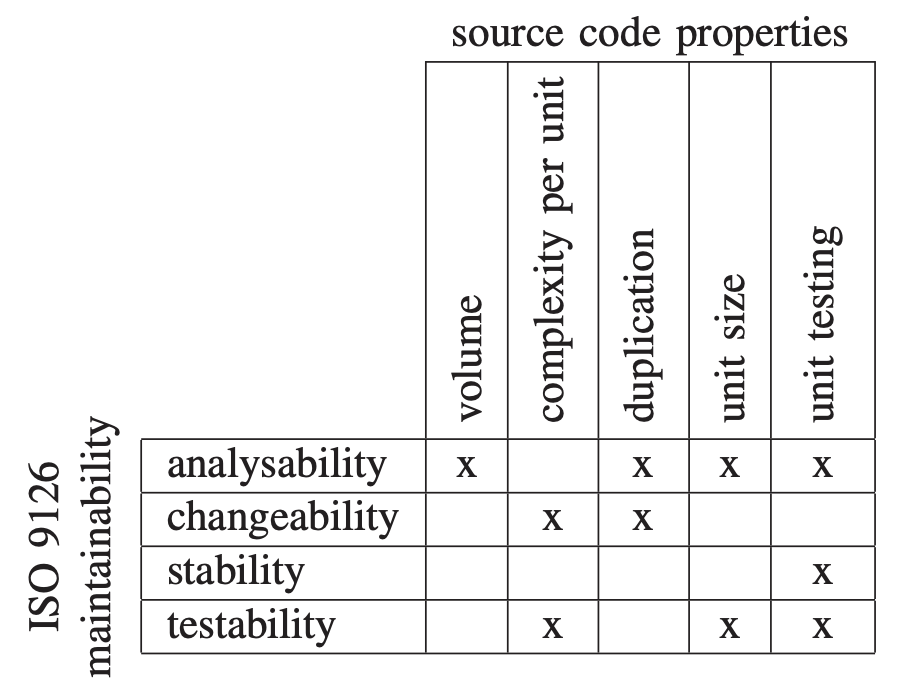 source code properties
volume
complexity per unit
duplication
unit size
unit testing
ISO 9126
maintainability
analysability x x x x
changeability x x
stability x
testability x x x